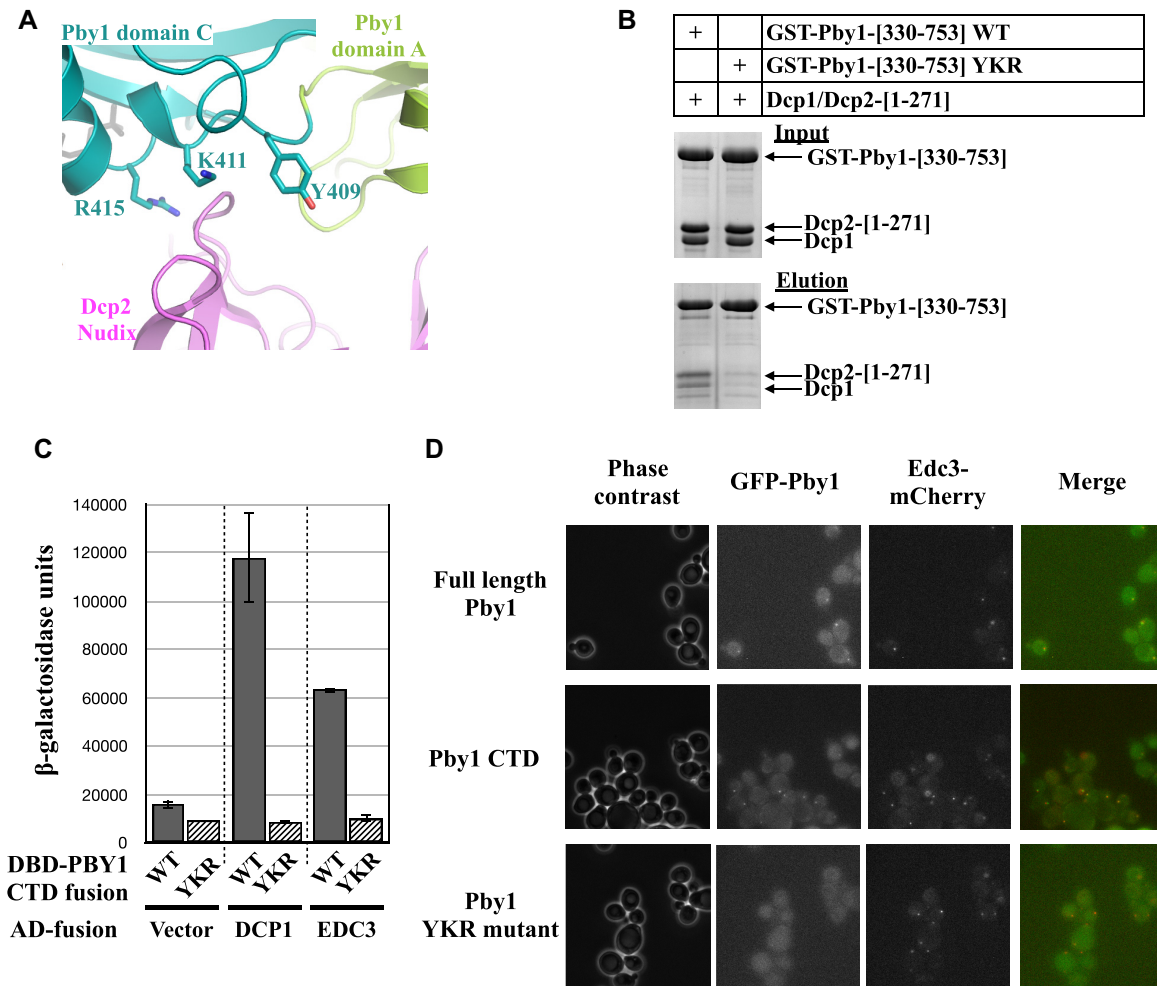 A
Pby1 domain C
Pby1
domain A
K411
Y409
R415
Dcp2
Nudix
B
+ GST-Pby1-[330-753] WT
+ GST-Pby1-[330-753] YKR
+ + Dcp1/Dcp2-[1-271]
Input
GST-Pby1-[330-753]
Dcp2-[1-271]
Dcp1
Elution
GST-Pby1-[330-753]
Dcp2-[1-271]
Dcp1
C
β-galactosidase units
140000
120000
100000
80000
60000
40000
20000
0
DBD-PBY1
CTD fusion
WT YKR WT YKR WT YKR
AD-fusion Vector DCP1 EDC3
D
Phase
contrast
GFP-Pby1
Edc3-
mCherry
Merge
Full length
Pby1
Pby1 CTD
Pby1
YKR mutant